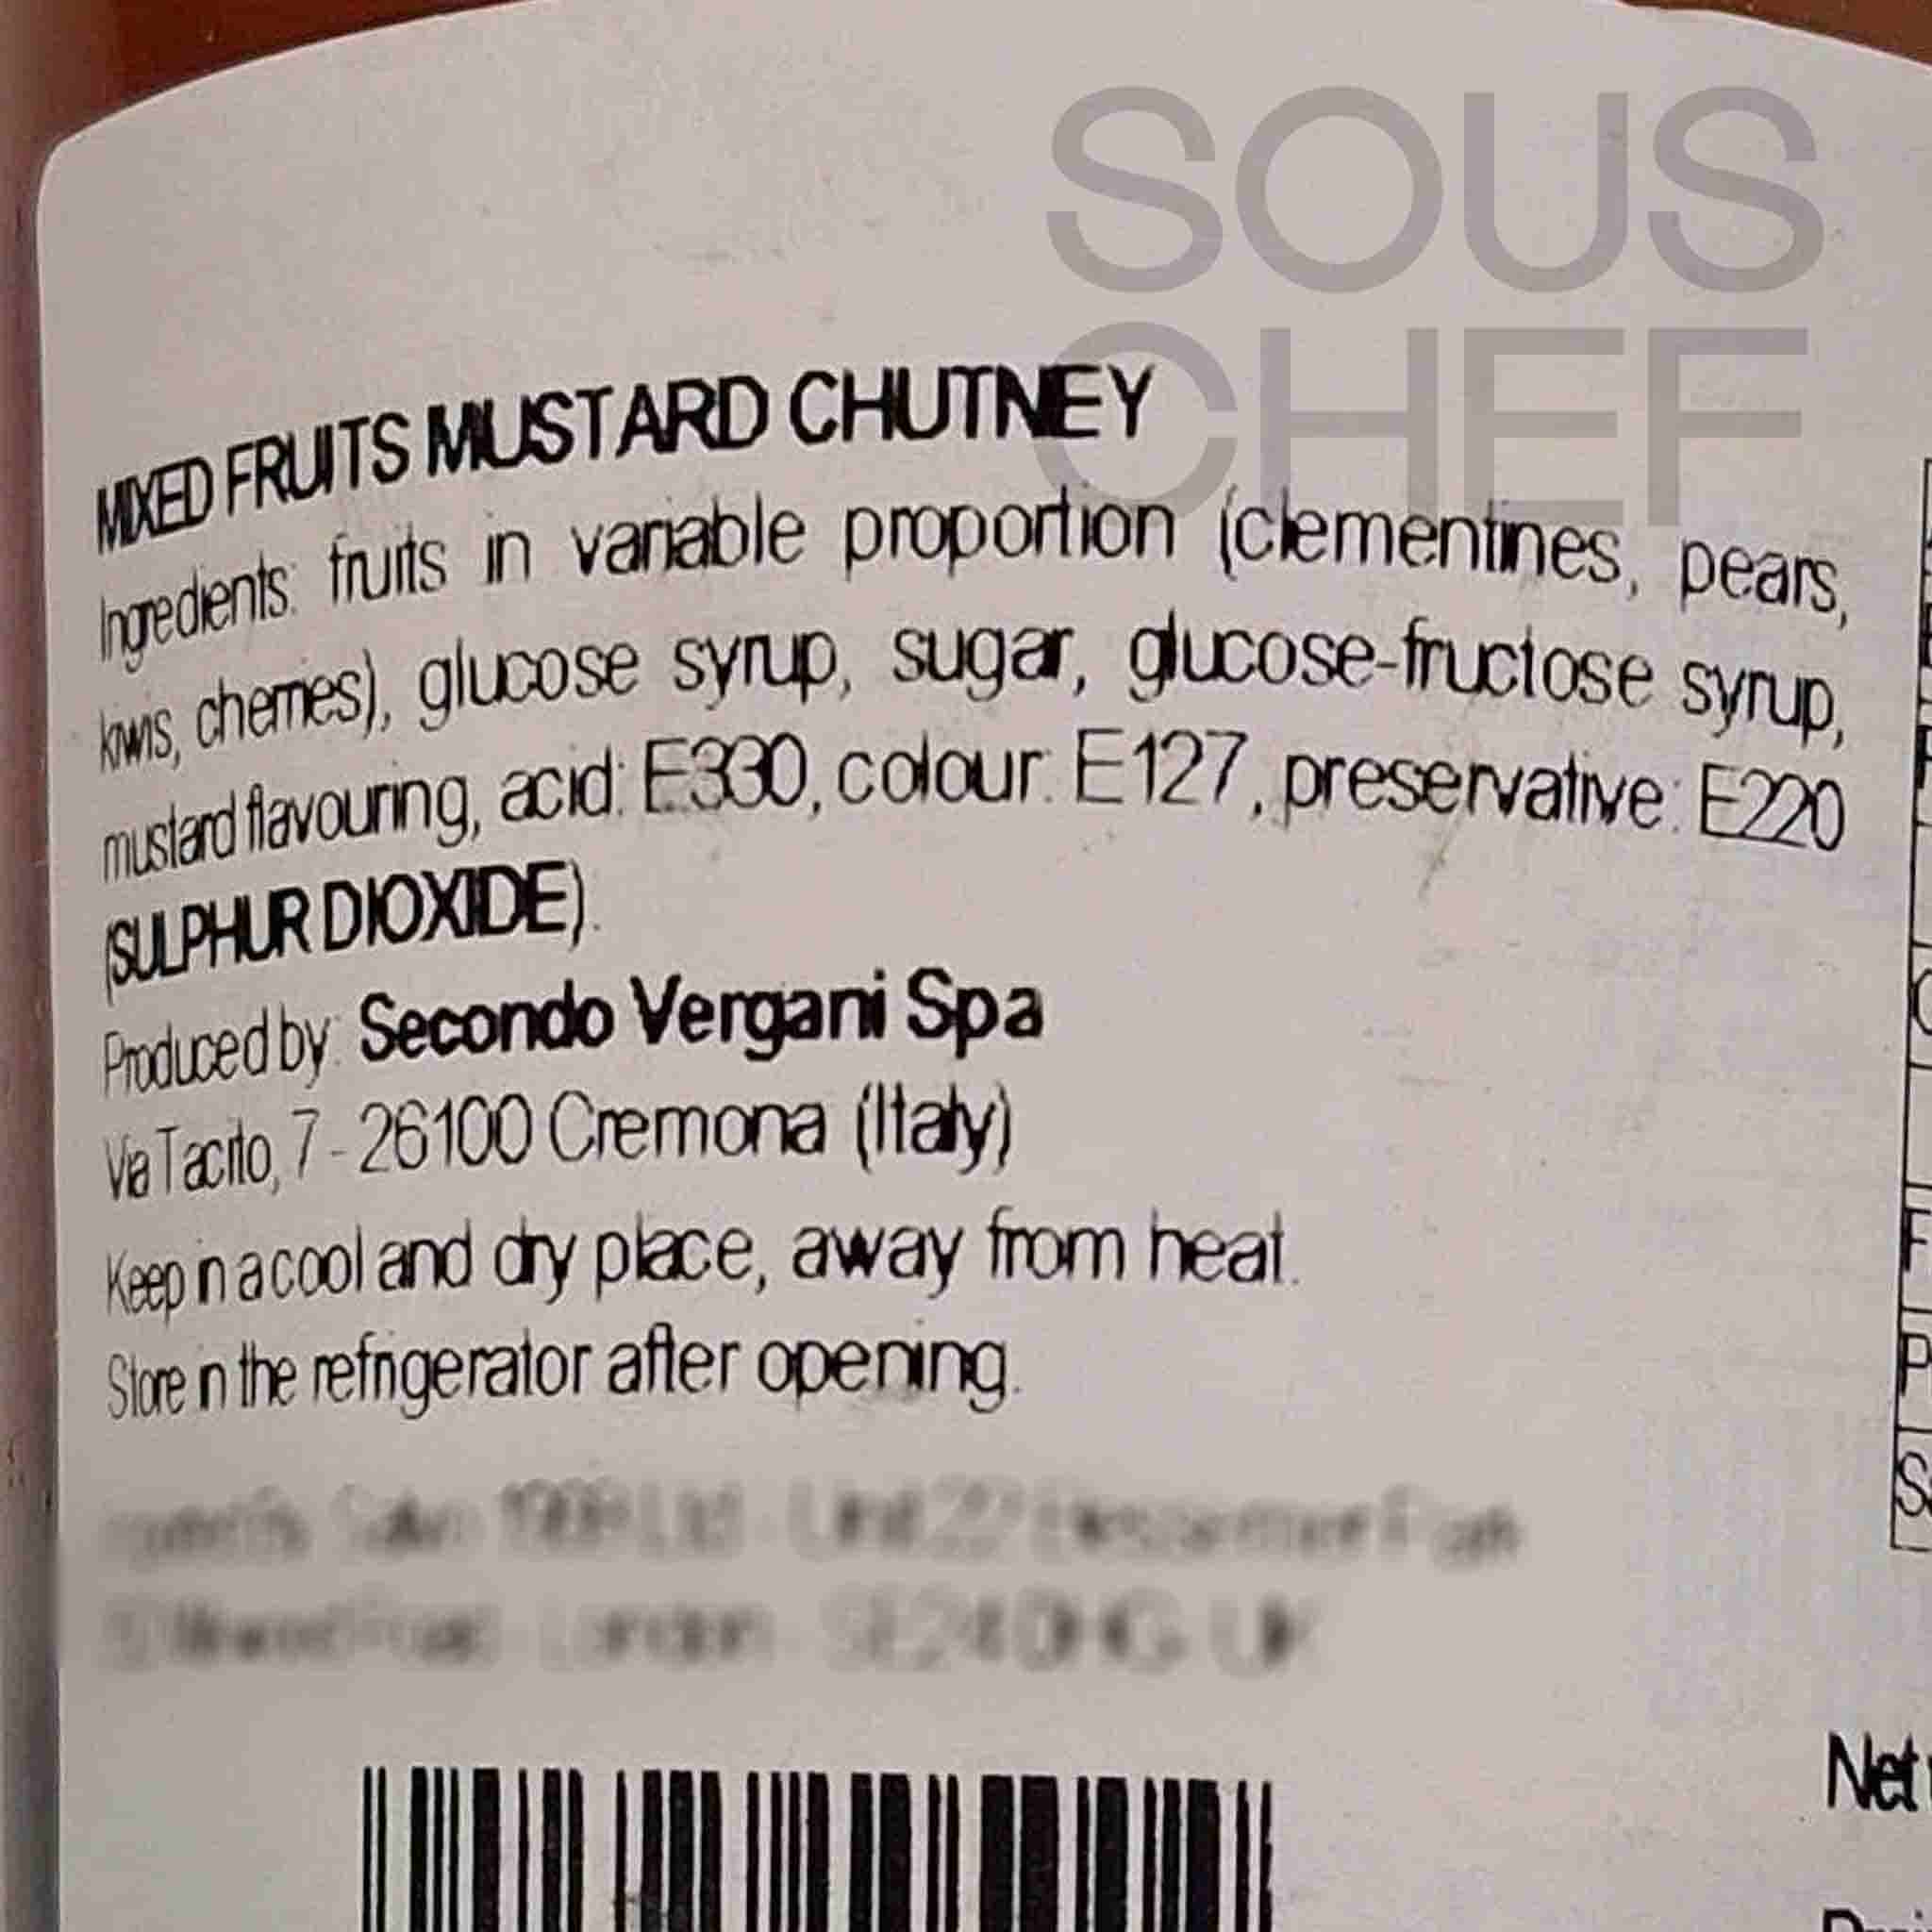 SOUS
CHEF
MIXED FRUITS MUSTARD CHUTNEY
Ingredients: fruits in variable proportion (clementines, pears,
kiwis, cherries), glucose syrup, sugar, glucose-fructose syrup,
mustard flavouring, acid: E330, colour: E127, preservative: E220
(SULPHUR DIOXIDE).
Produced by: Secondo Vergani Spa
Via Tacito, 7 - 26100 Cremona (Italy)
Keep in a cool and dry place, away from heat.
Store in the refrigerator after opening.
Net